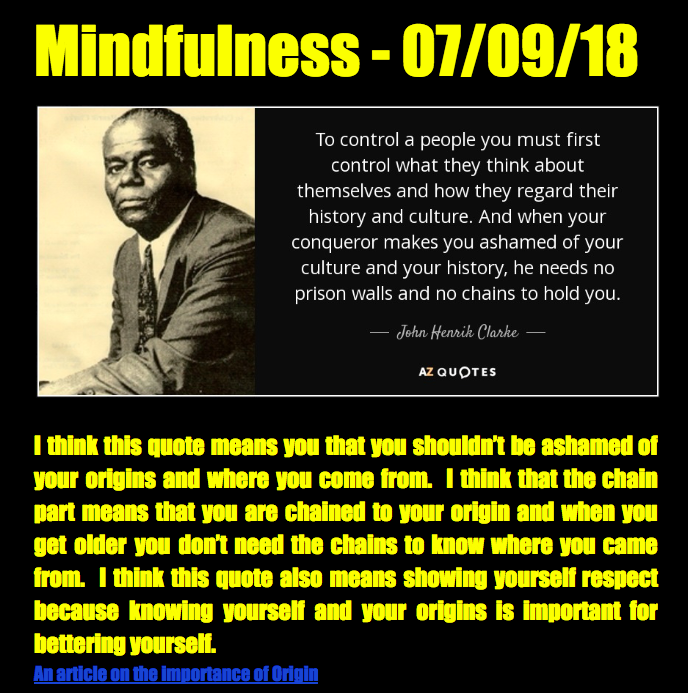 Mindfulness - 07/09/18
To control a people you must first
control what they think about
themselves and how they regard their
history and culture. And when your
conqueror makes you ashamed of your
culture and your history, he needs no
prison walls and no chains to hold you.
— John Henrik Clarke —
AZ QUOTES
I think this quote means you that you shouldn't be ashamed of
your origins and where you come from. I think that the chain
part means that you are chained to your origin and when you
get older you don't need the chains to know where you came
from. I think this quote also means showing yourself respect
because knowing yourself and your origins is important for
bettering yourself.
An article on the importance of Origin